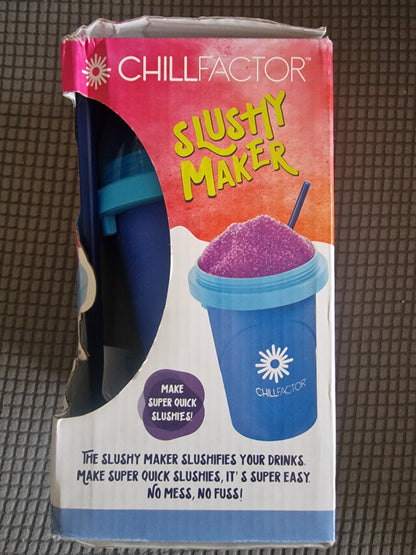 CHILLFACTOR™
SLUSHY
MAKER
CHILLFACTOR™
MAKE
SUPER QUICK
SLUSHIES!
THE SLUSHY MAKER SLUSHIFIES YOUR DRINKS.
MAKE SUPER QUICK SLUSHIES, IT'S SUPER EASY.
NO MESS, NO FUSS!